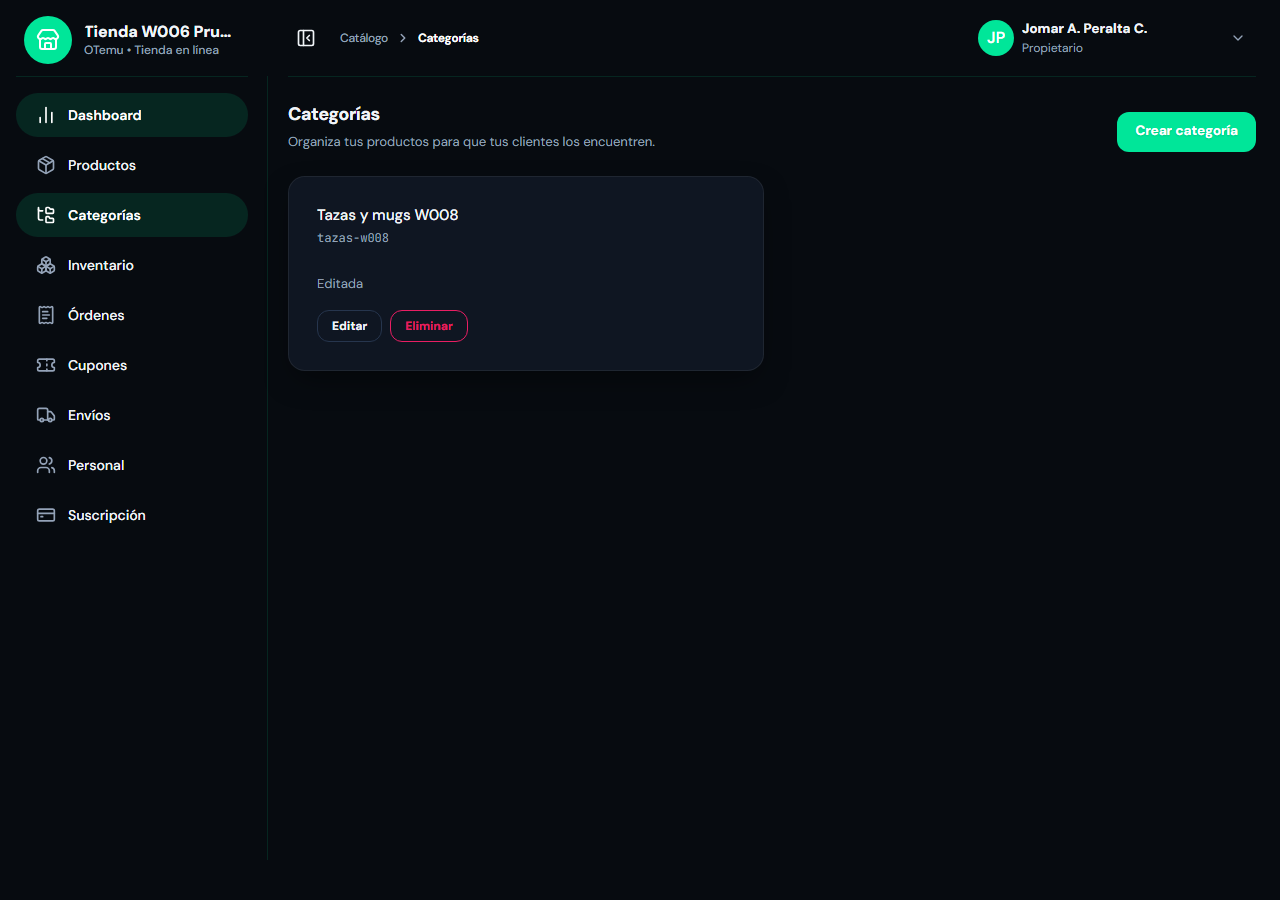 Tienda W006 Pru...
OTemu • Tienda en línea
Catálogo > Categorías
JP
Jomar A. Peralta C.
Propietario
Dashboard
Productos
Categorías
Inventario
Órdenes
Cupones
Envíos
Personal
Suscripción
Categorías
Organiza tus productos para que tus clientes los encuentren.
Crear categoría
Tazas y mugs W008
tazas-w008
Editada
Editar
Eliminar